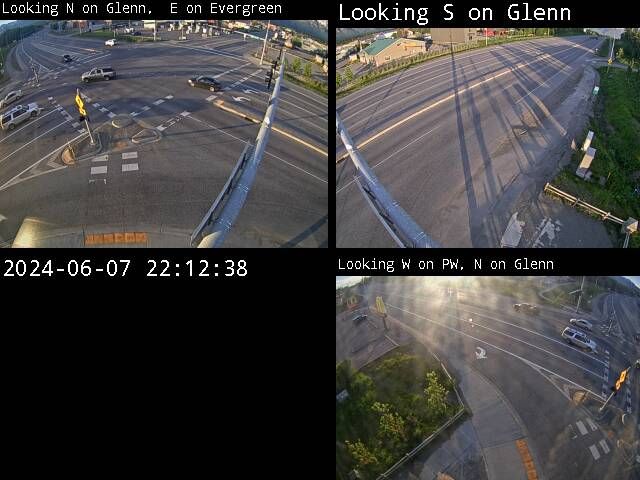 Looking N on Glenn,  E on Evergreen
Looking S on Glenn
2024-06-07 22:12:38
Looking W on PW, N on Glenn